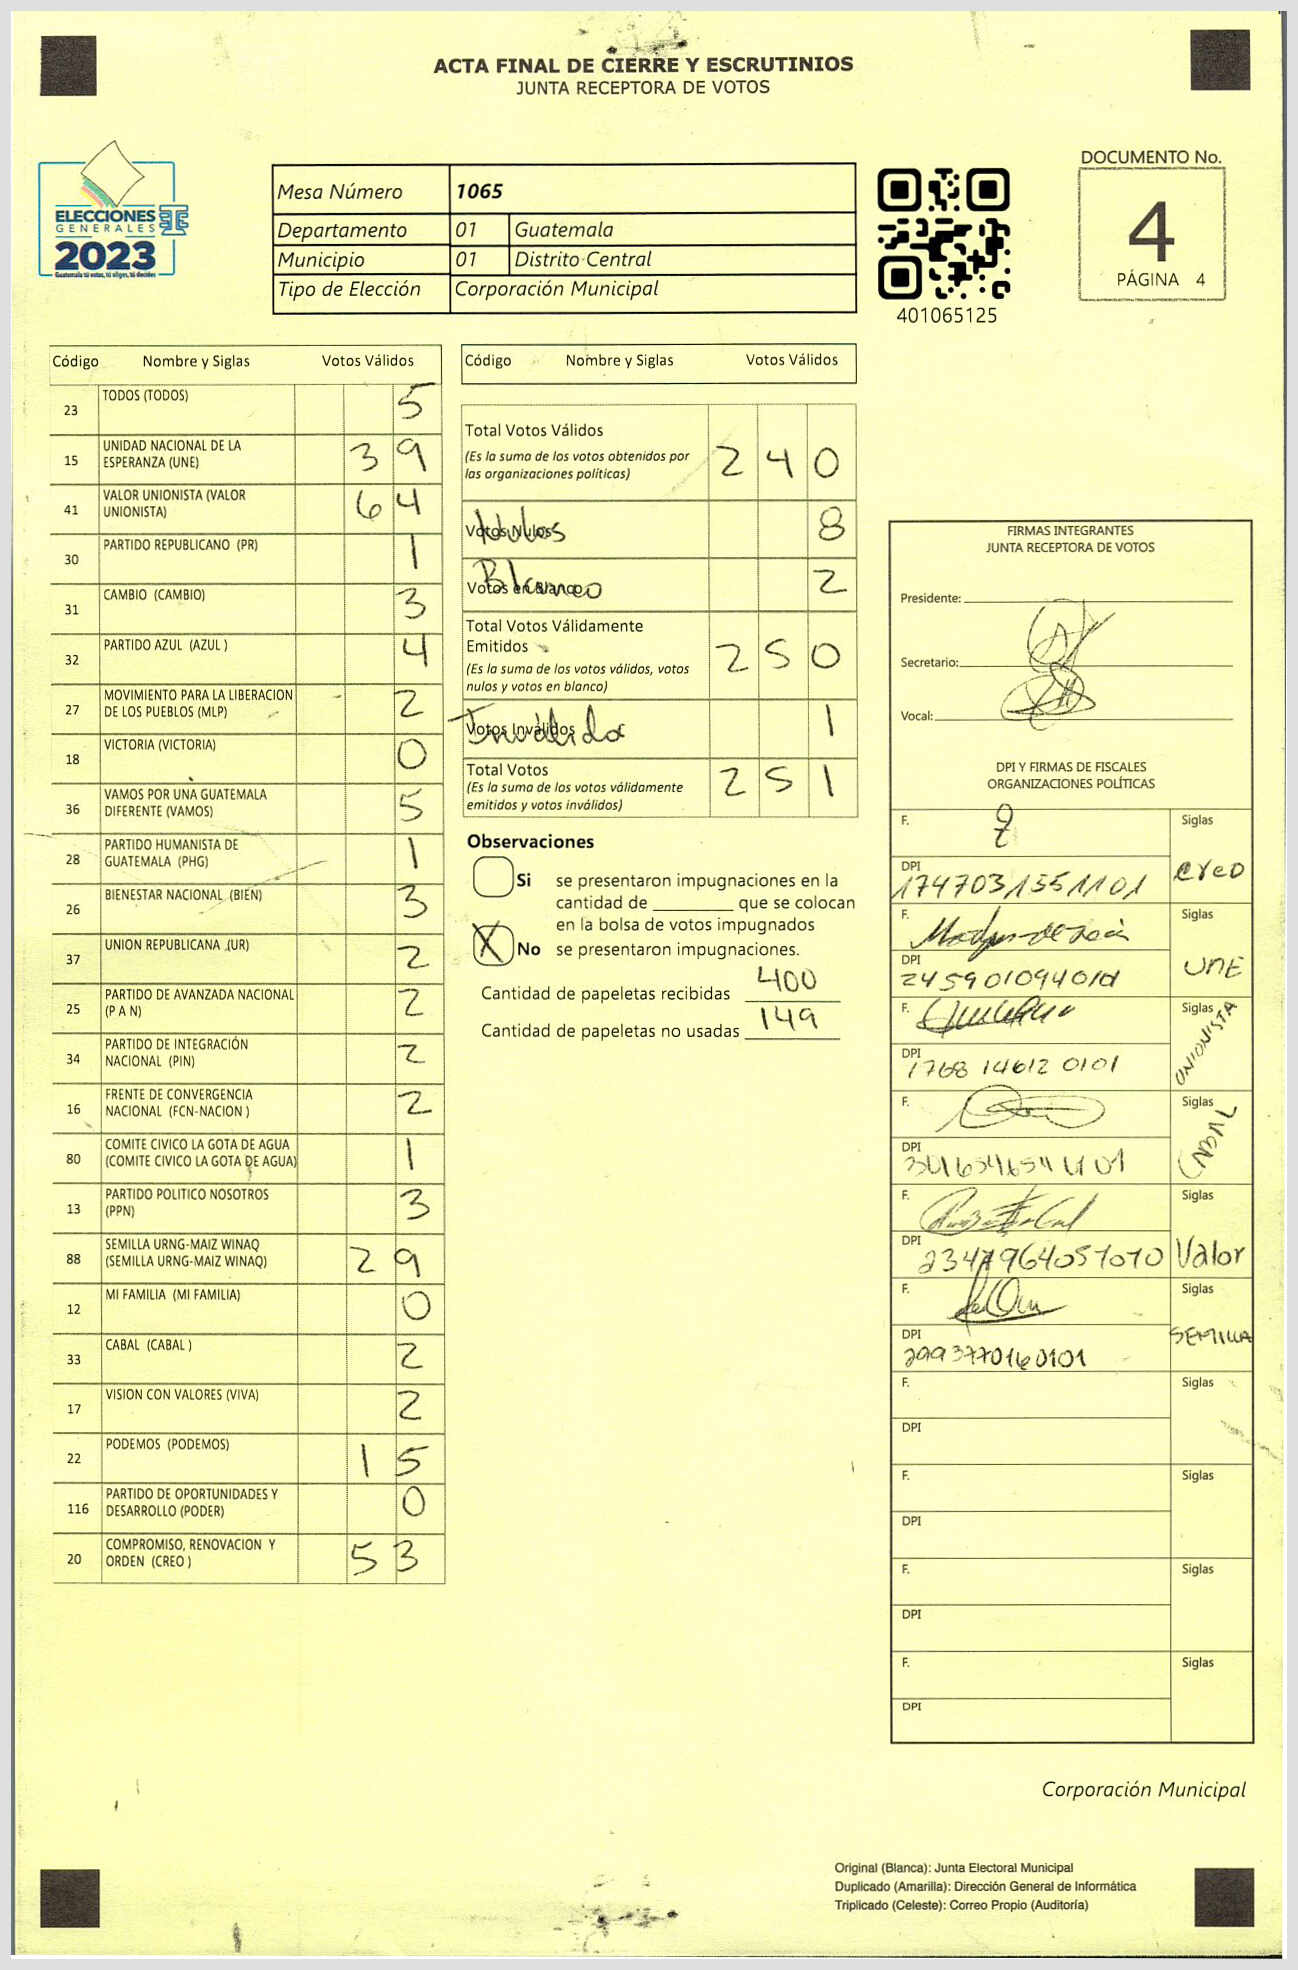 ACTA FINAL DE CIERRE Y ESCRUTINIOS
JUNTA RECEPTORA DE VOTOS
ELECCIONES
GENERALES
2023
Guatemala tú votas, tú eliges, tú decides
Mesa Número 1065
Departamento 01 Guatemala
Municipio 01 Distrito Central
Tipo de Elección Corporación Municipal
401065125
DOCUMENTO No.
4
PÁGINA 4
Código Nombre y Siglas Votos Válidos
23 TODOS (TODOS) 5
15 UNIDAD NACIONAL DE LA
ESPERANZA (UNE) 39
41 VALOR UNIONISTA (VALOR
UNIONISTA) 64
30 PARTIDO REPUBLICANO (PR) 1
31 CAMBIO (CAMBIO) 3
32 PARTIDO AZUL (AZUL ) 4
27 MOVIMIENTO PARA LA LIBERACION
DE LOS PUEBLOS (MLP) 2
18 VICTORIA (VICTORIA) 0
36 VAMOS POR UNA GUATEMALA
DIFERENTE (VAMOS) 5
28 PARTIDO HUMANISTA DE
GUATEMALA (PHG) 1
26 BIENESTAR NACIONAL (BIEN) 3
37 UNION REPUBLICANA (UR) 2
25 PARTIDO DE AVANZADA NACIONAL
(P A N) 2
34 PARTIDO DE INTEGRACIÓN
NACIONAL (PIN) 2
16 FRENTE DE CONVERGENCIA
NACIONAL (FCN-NACION ) 2
80 COMITE CIVICO LA GOTA DE AGUA
(COMITE CIVICO LA GOTA DE AGUA) 1
13 PARTIDO POLITICO NOSOTROS
(PPN) 3
88 SEMILLA URNG-MAIZ WINAQ
(SEMILLA URNG-MAIZ WINAQ) 29
12 MI FAMILIA (MI FAMILIA) 0
33 CABAL (CABAL ) 2
17 VISION CON VALORES (VIVA) 2
22 PODEMOS (PODEMOS) 15
116 PARTIDO DE OPORTUNIDADES Y
DESARROLLO (PODER) 0
20 COMPROMISO, RENOVACION Y
ORDEN (CREO ) 53
Código Nombre y Siglas Votos Válidos
Total Votos Válidos 240
(Es la suma de los votos obtenidos por
las organizaciones políticas)
Votos Nulos Nulos 8
Votos en Blanco Blanco 2
Total Votos Válidamente
Emitidos 250
(Es la suma de los votos válidos, votos
nulos y votos en blanco)
Votos Inválidos 1
Total Votos 251
(Es la suma de los votos válidamente
emitidos y votos inválidos)
Observaciones
Si se presentaron impugnaciones en la
cantidad de ________ que se colocan
en la bolsa de votos impugnados
X No se presentaron impugnaciones.
Cantidad de papeletas recibidas 400
Cantidad de papeletas no usadas 149
FIRMAS INTEGRANTES
JUNTA RECEPTORA DE VOTOS
Presidente:
Secretario:
Vocal:
DPI Y FIRMAS DE FISCALES
ORGANIZACIONES POLÍTICAS
F. Siglas
DPI 1747031551101 Creo
F. Siglas
DPI UNE
F. Siglas
DPI 1768 14612 0101 UNIONISTA
F. Siglas
DPI
F. Siglas
DPI Valor
F. Siglas
DPI 2993770160101 SEMILLA
F. Siglas
DPI
F. Siglas
DPI
F. Siglas
DPI
F. Siglas
DPI
Corporación Municipal
Original (Blanca): Junta Electoral Municipal
Duplicado (Amarilla): Dirección General de Informática
Triplicado (Celeste): Correo Propio (Auditoría)